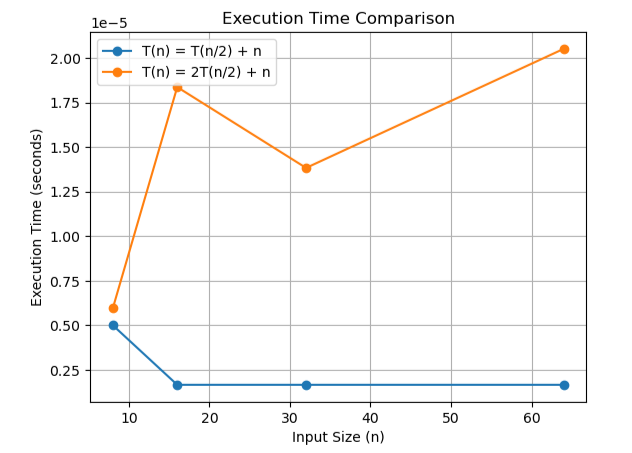 Execution Time Comparison
1e−5
T(n) = T(n/2) + n
T(n) = 2T(n/2) + n
2.00
1.75
1.50
1.25
1.00
0.75
0.50
0.25
Execution Time (seconds)
10 20 30 40 50 60
Input Size (n)